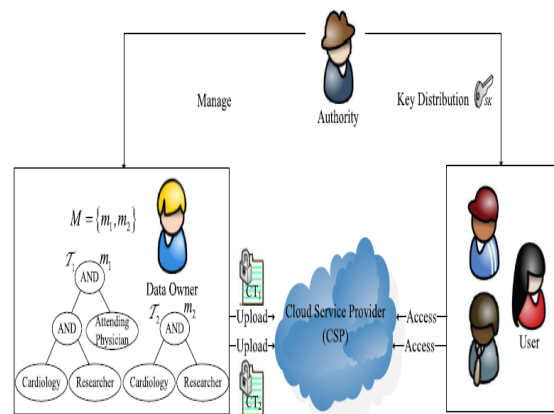 Manage
Key Distribution SK
Authority
M = {m₁, m₂}
𝒯₁ m₁
AND
Data Owner
AND
Attending
Physician
𝒯₂ m₂
AND
Cardiology
Researcher
Cardiology
Researcher
CT₁
Upload
Upload
CT₂
Cloud Service Provider
(CSP)
Access
Access
User